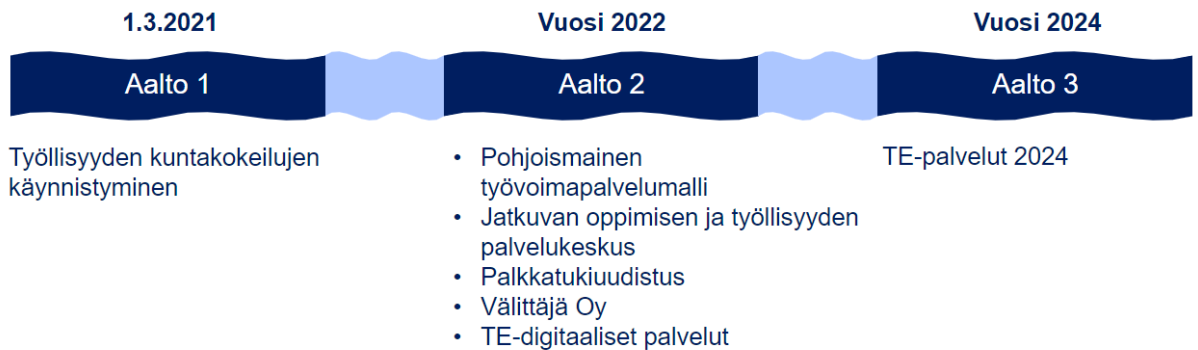 1.3.2021
Aalto 1
Työllisyyden kuntakokeilujen
käynnistyminen
Vuosi 2022
Aalto 2
• Pohjoismainen
työvoimapalvelumalli
• Jatkuvan oppimisen ja työllisyyden
palvelukeskus
• Palkkatukiuudistus
• Välittäjä Oy
• TE-digitaaliset palvelut
Vuosi 2024
Aalto 3
TE-palvelut 2024